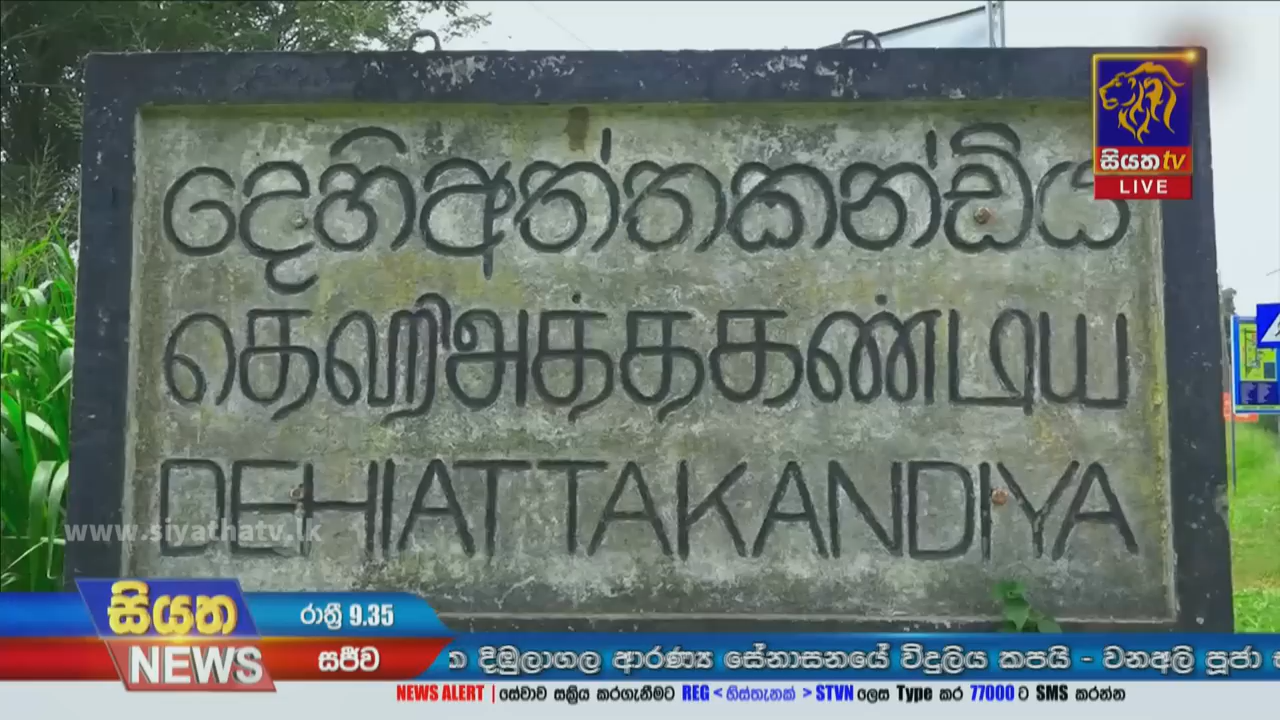 දෙහිඅත්තකන්ඩිය
தெஹிஅத்தகண்டிய
DEHIATTAKANDIYA
සියත tv
LIVE
www.siyathatv.lk
සියත
NEWS
රාත්‍රී 9.35
සජීව
දිඹුලාගල ආරණ්‍ය සේනාසනයේ විදුලිය කපයි - වනඅලි පූජා
NEWS ALERT | සේවාව සක්‍රිය කරගැනීමට REG < හිස්තැනක් > STVN ලෙස Type කර 77000 ට SMS කරන්න